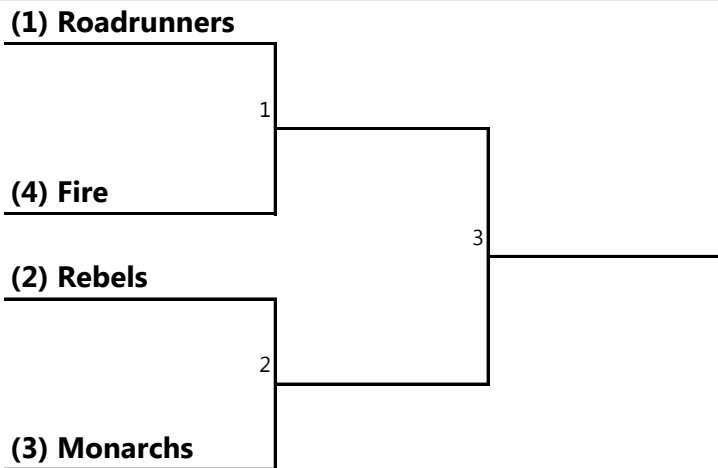 (1) Roadrunners
1
(4) Fire
3
(2) Rebels
2
(3) Monarchs